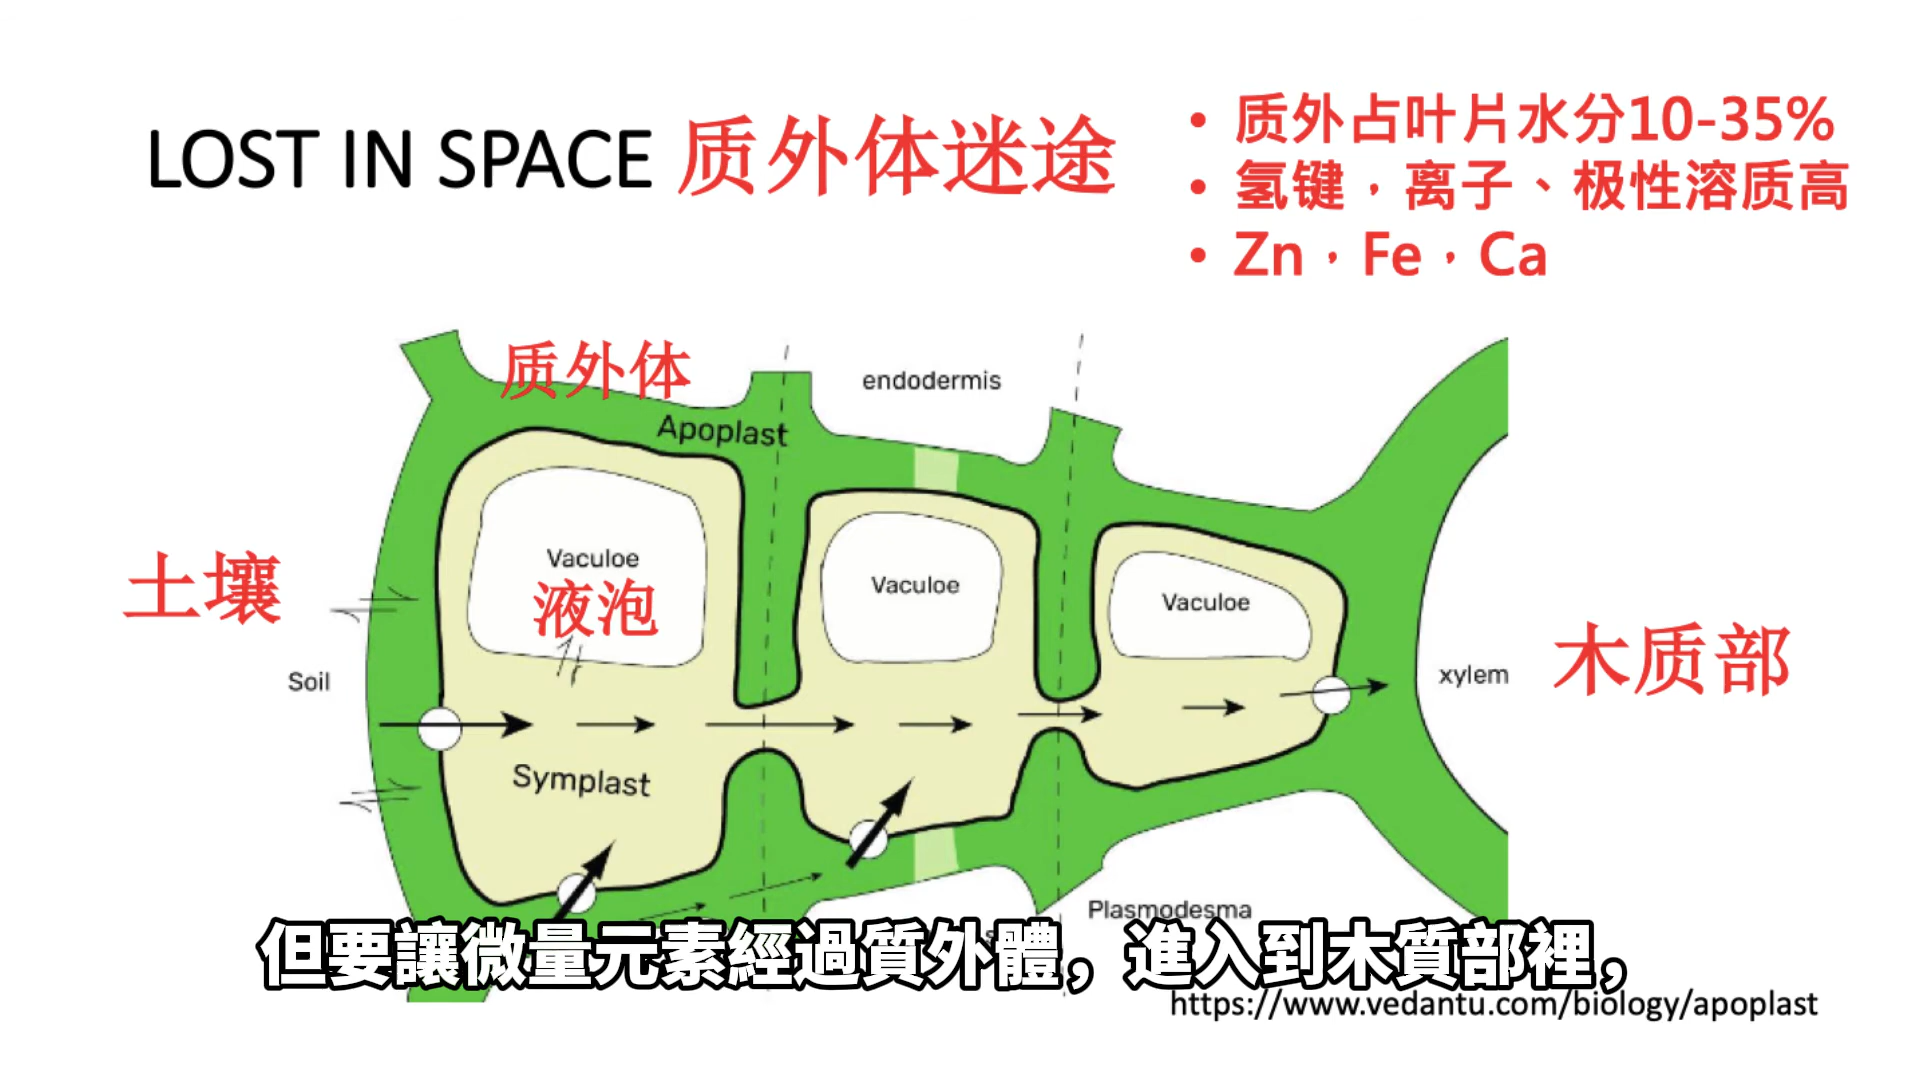 LOST IN SPACE 质外体迷途
• 质外占叶片水分10-35%
• 氢键，离子、极性溶质高
• Zn，Fe，Ca
质外体
Apoplast
endodermis
Vaculoe
液泡
Vaculoe
Vaculoe
土壤
Soil
木质部
xylem
Symplast
Plasmodesma
但要讓微量元素經過質外體，進入到木質部裡，
https://www.vedantu.com/biology/apoplast